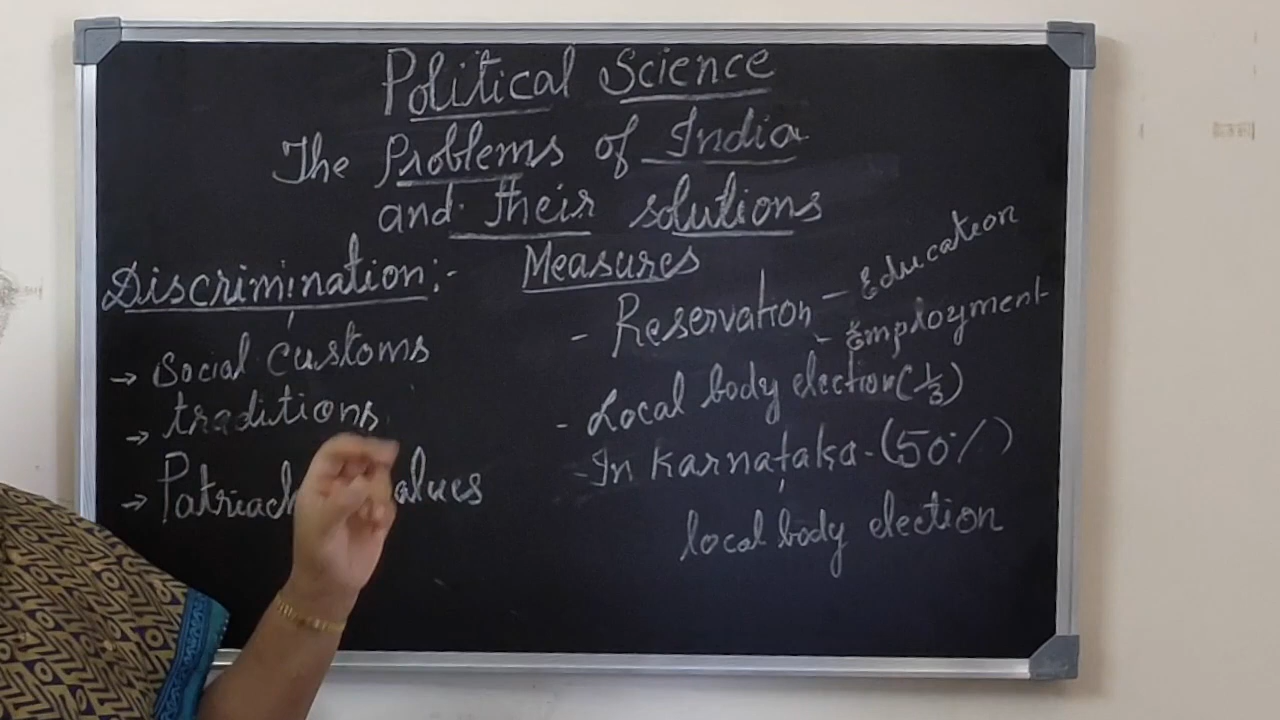 Political Science
The Problems of India
and their solutions
Discrimination:-
→ Social customs
→ traditions
→ Patriach alues
Measures
- Reservation - Education
- Employment
- Local body election (1/3)
- In Karnataka - (50%)
local body election